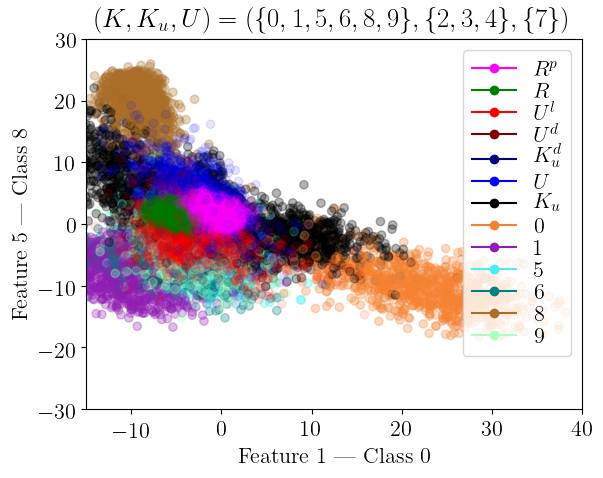 (K, K_u, U) = ({0, 1, 5, 6, 8, 9}, {2, 3, 4}, {7})
30
20
10
0
−10
−20
−30
−10
0
10
20
30
40
Feature 5 — Class 8
Feature 1 — Class 0
R^p
R
U^l
U^d
K_u^d
U
K_u
0
1
5
6
8
9